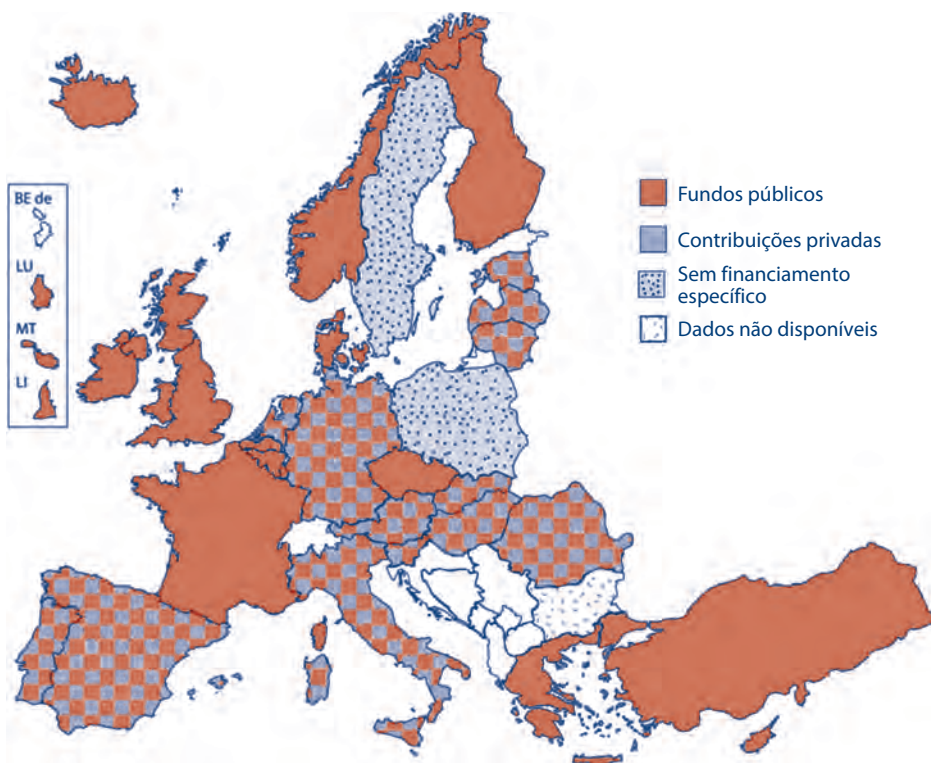 BE de
LU
MT
LI
Fundos públicos
Contribuições privadas
Sem financiamento
específico
Dados não disponíveis